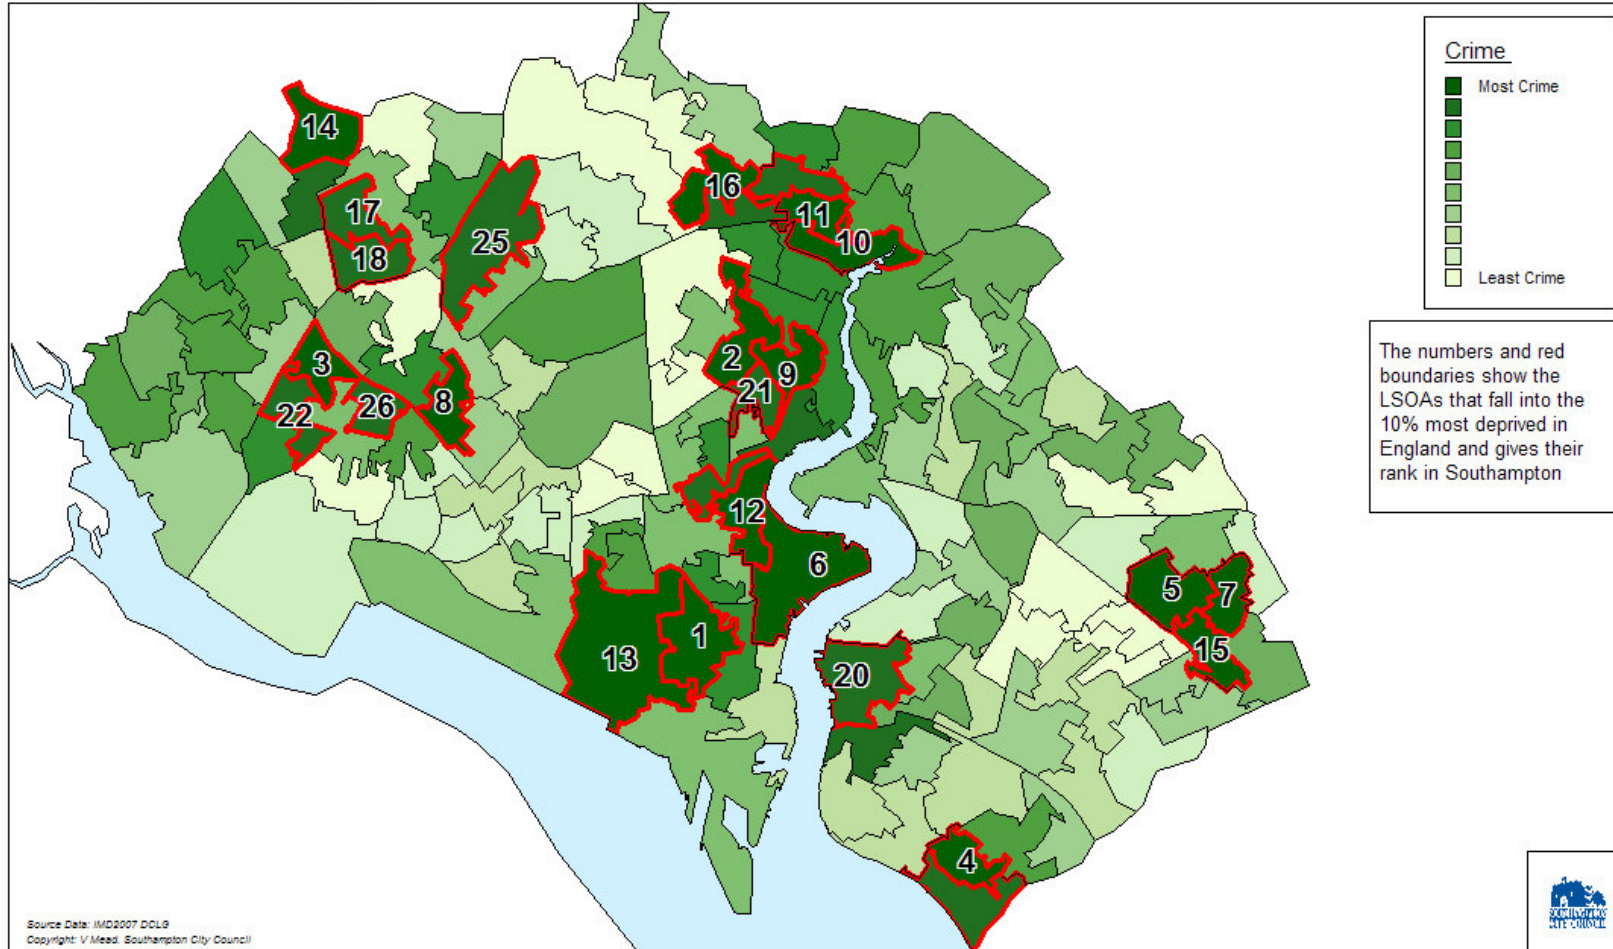 Crime
Most Crime
Least Crime
The numbers and red
boundaries show the
LSOAs that fall into the
10% most deprived in
England and gives their
rank in Southampton
14
16
17
11
25
10
18
3
2
9
21
8
26
22
12
6
5
7
1
15
13
20
4
Source Data: IMD2007 DCLG
Copyright: V Mead. Southampton City Council
SOUTHAMPTON
CITY COUNCIL